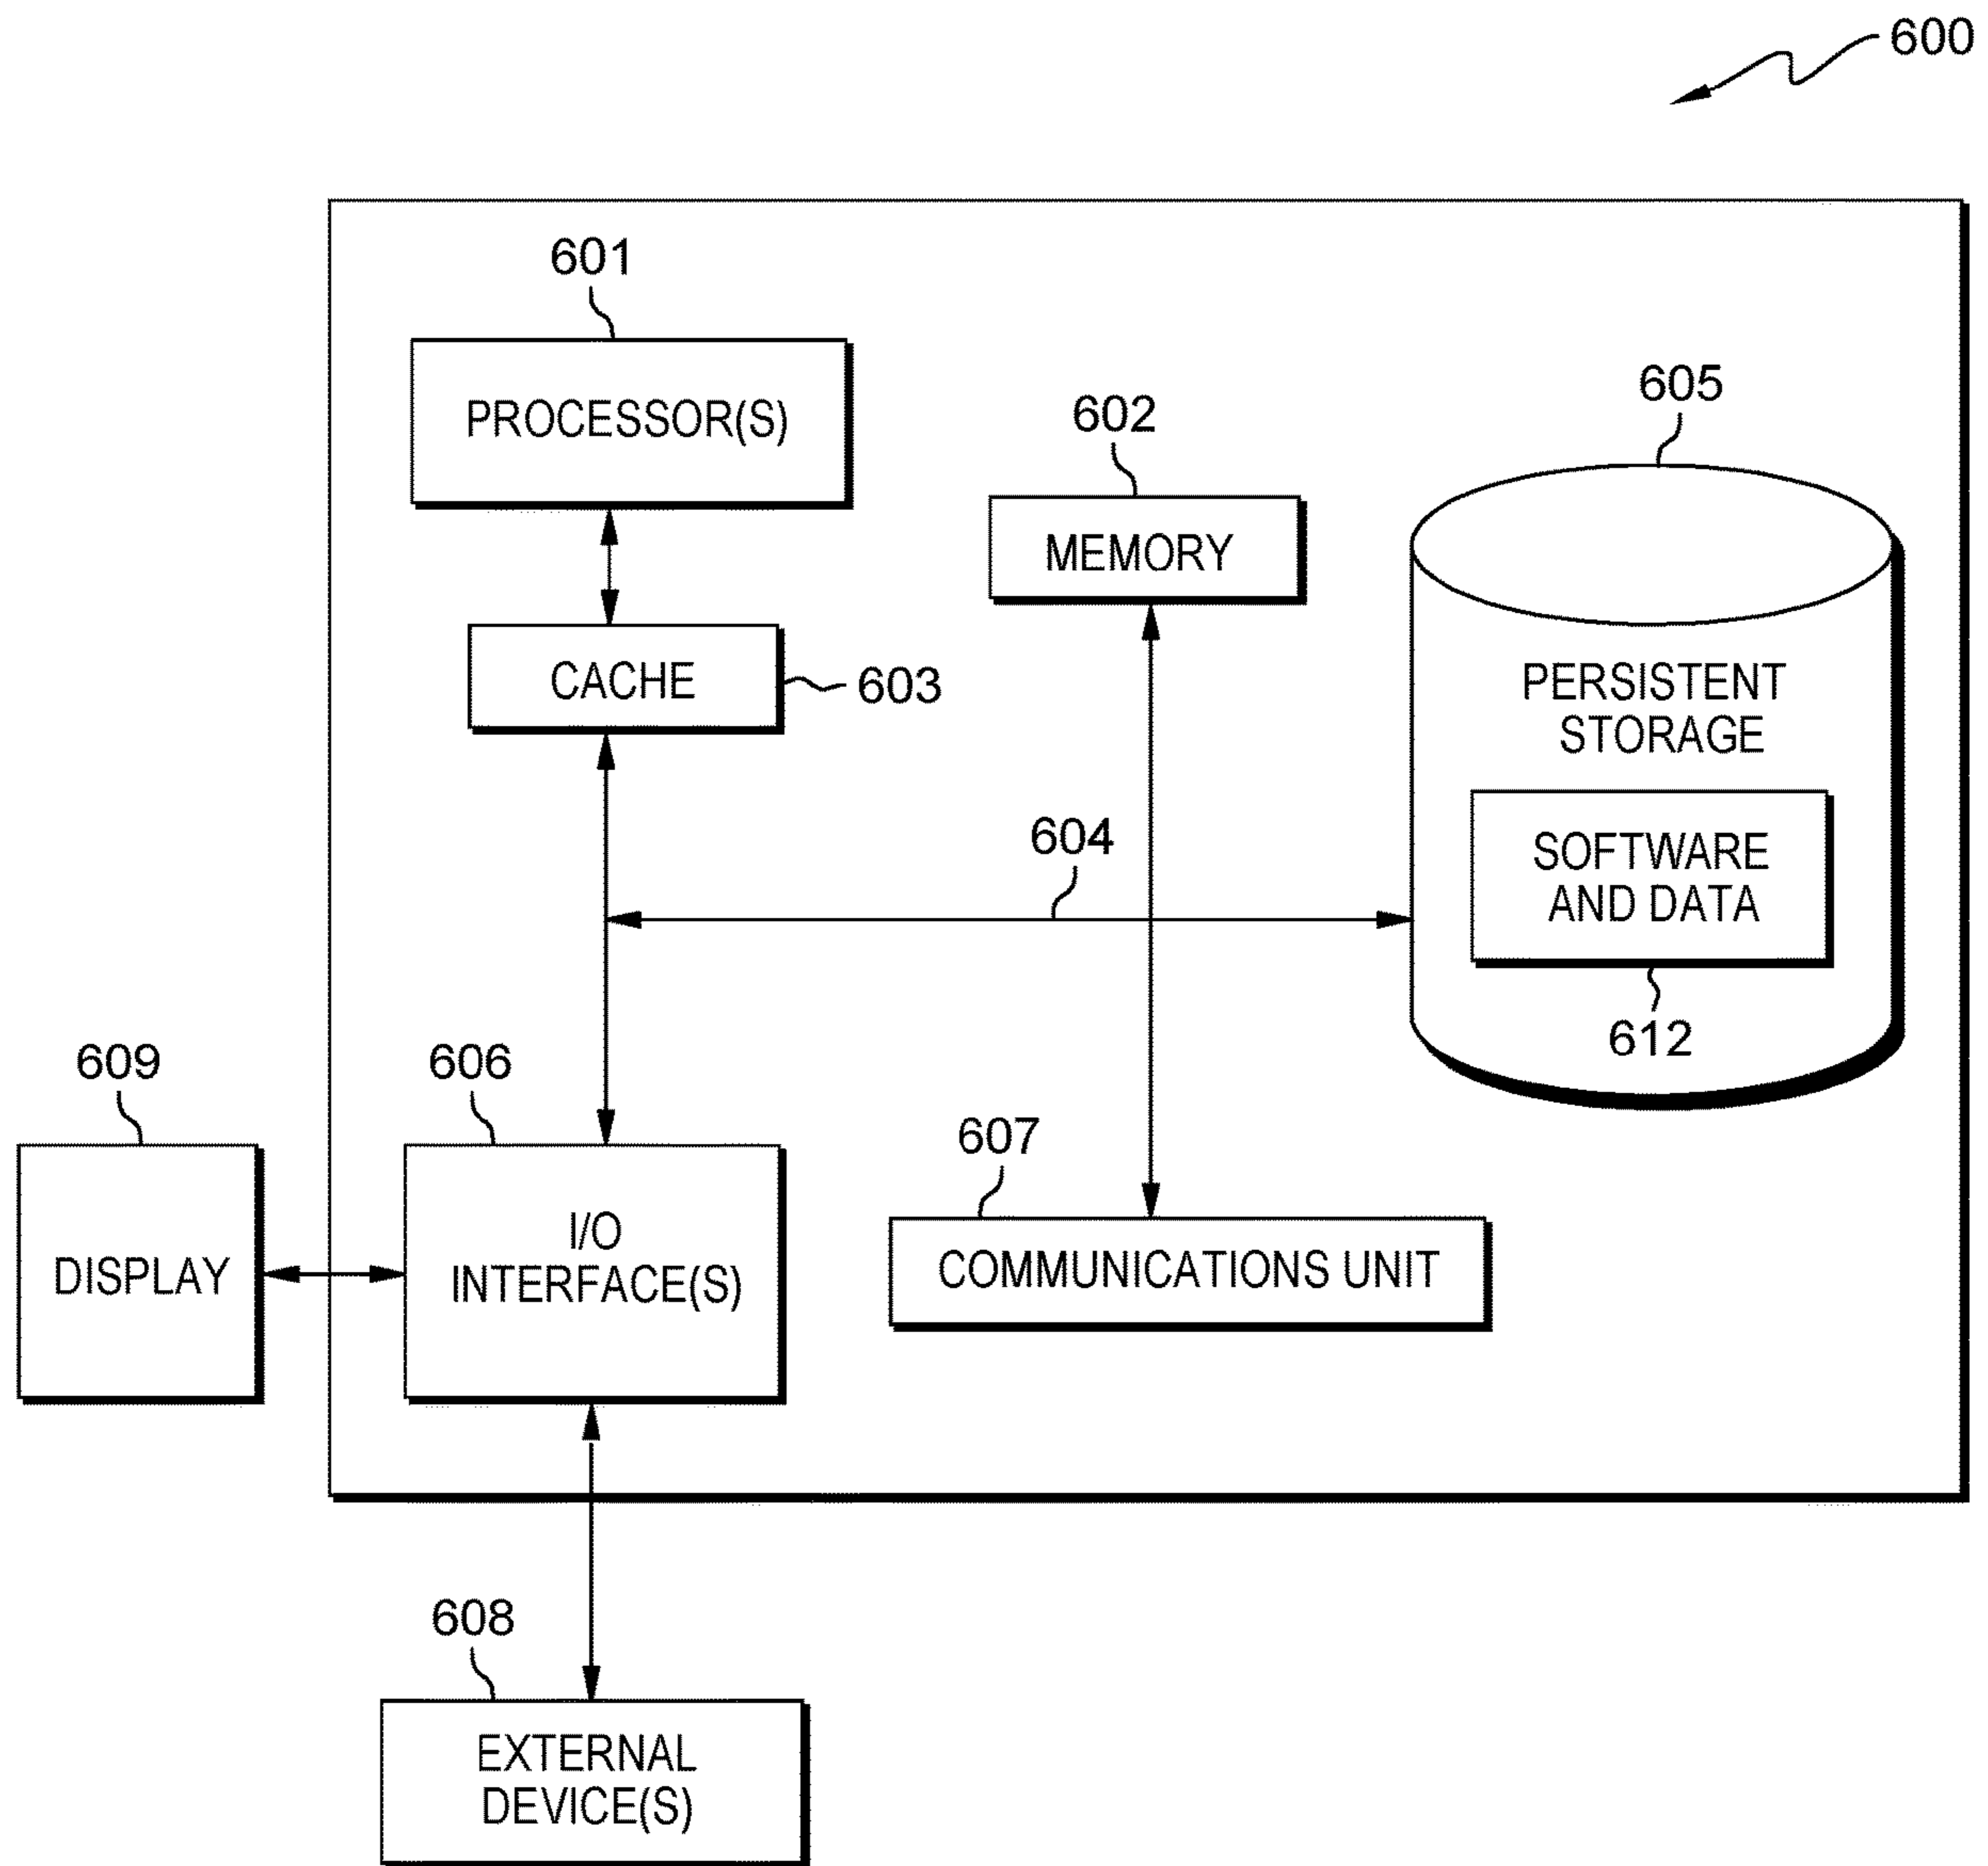 600
601
PROCESSOR(S)
602
MEMORY
605
CACHE
603
PERSISTENT
STORAGE
604
SOFTWARE
AND DATA
612
609
DISPLAY
606
I/O
INTERFACE(S)
607
COMMUNICATIONS UNIT
608
EXTERNAL
DEVICE(S)